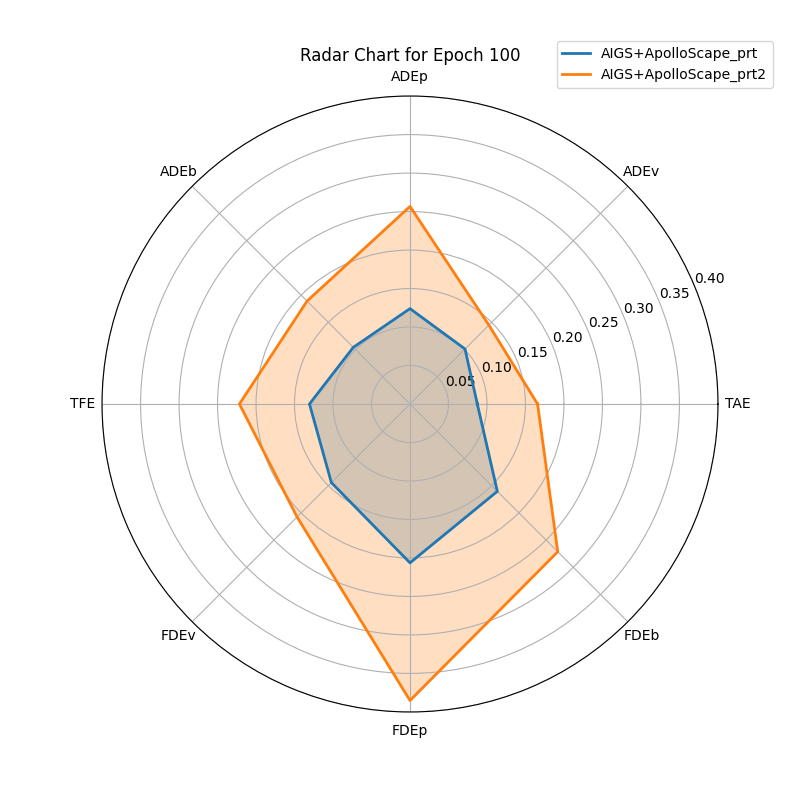 Radar Chart for Epoch 100
AIGS+ApolloScape_prt
AIGS+ApolloScape_prt2
ADEp
ADEb
ADEv
0.40
0.35
0.30
0.25
0.20
0.15
0.10
0.05
TFE
TAE
FDEv
FDEb
FDEp